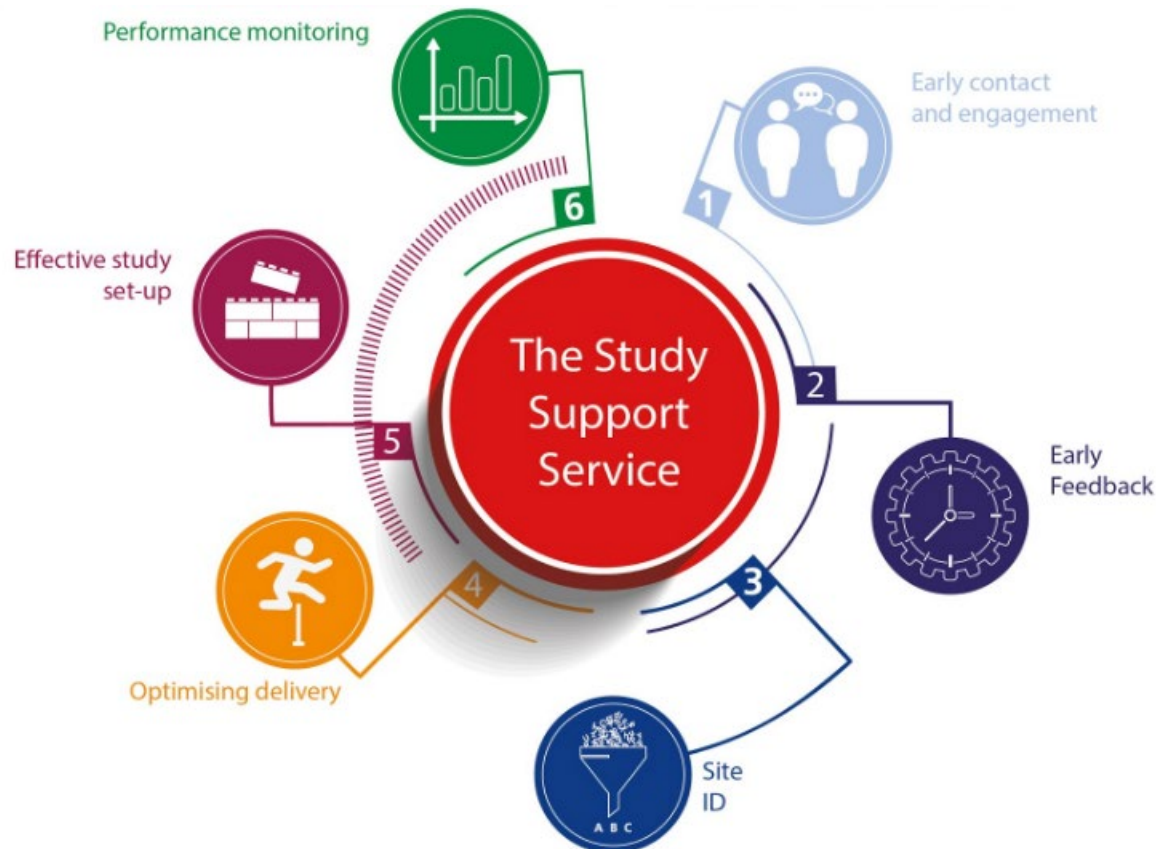 The Study
Support
Service
1
Early contact
and engagement
2
Early
Feedback
3
Site
ID
A B C
4
Optimising delivery
5
Effective study
set-up
6
Performance monitoring